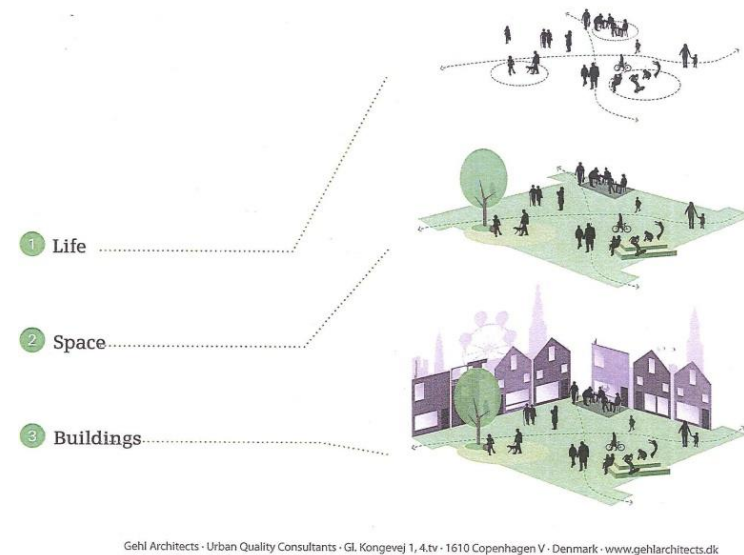 1 Life
2 Space
3 Buildings
Gehl Architects · Urban Quality Consultants · Gl. Kongevej 1, 4.tv · 1610 Copenhagen V · Denmark · www.gehlarchitects.dk